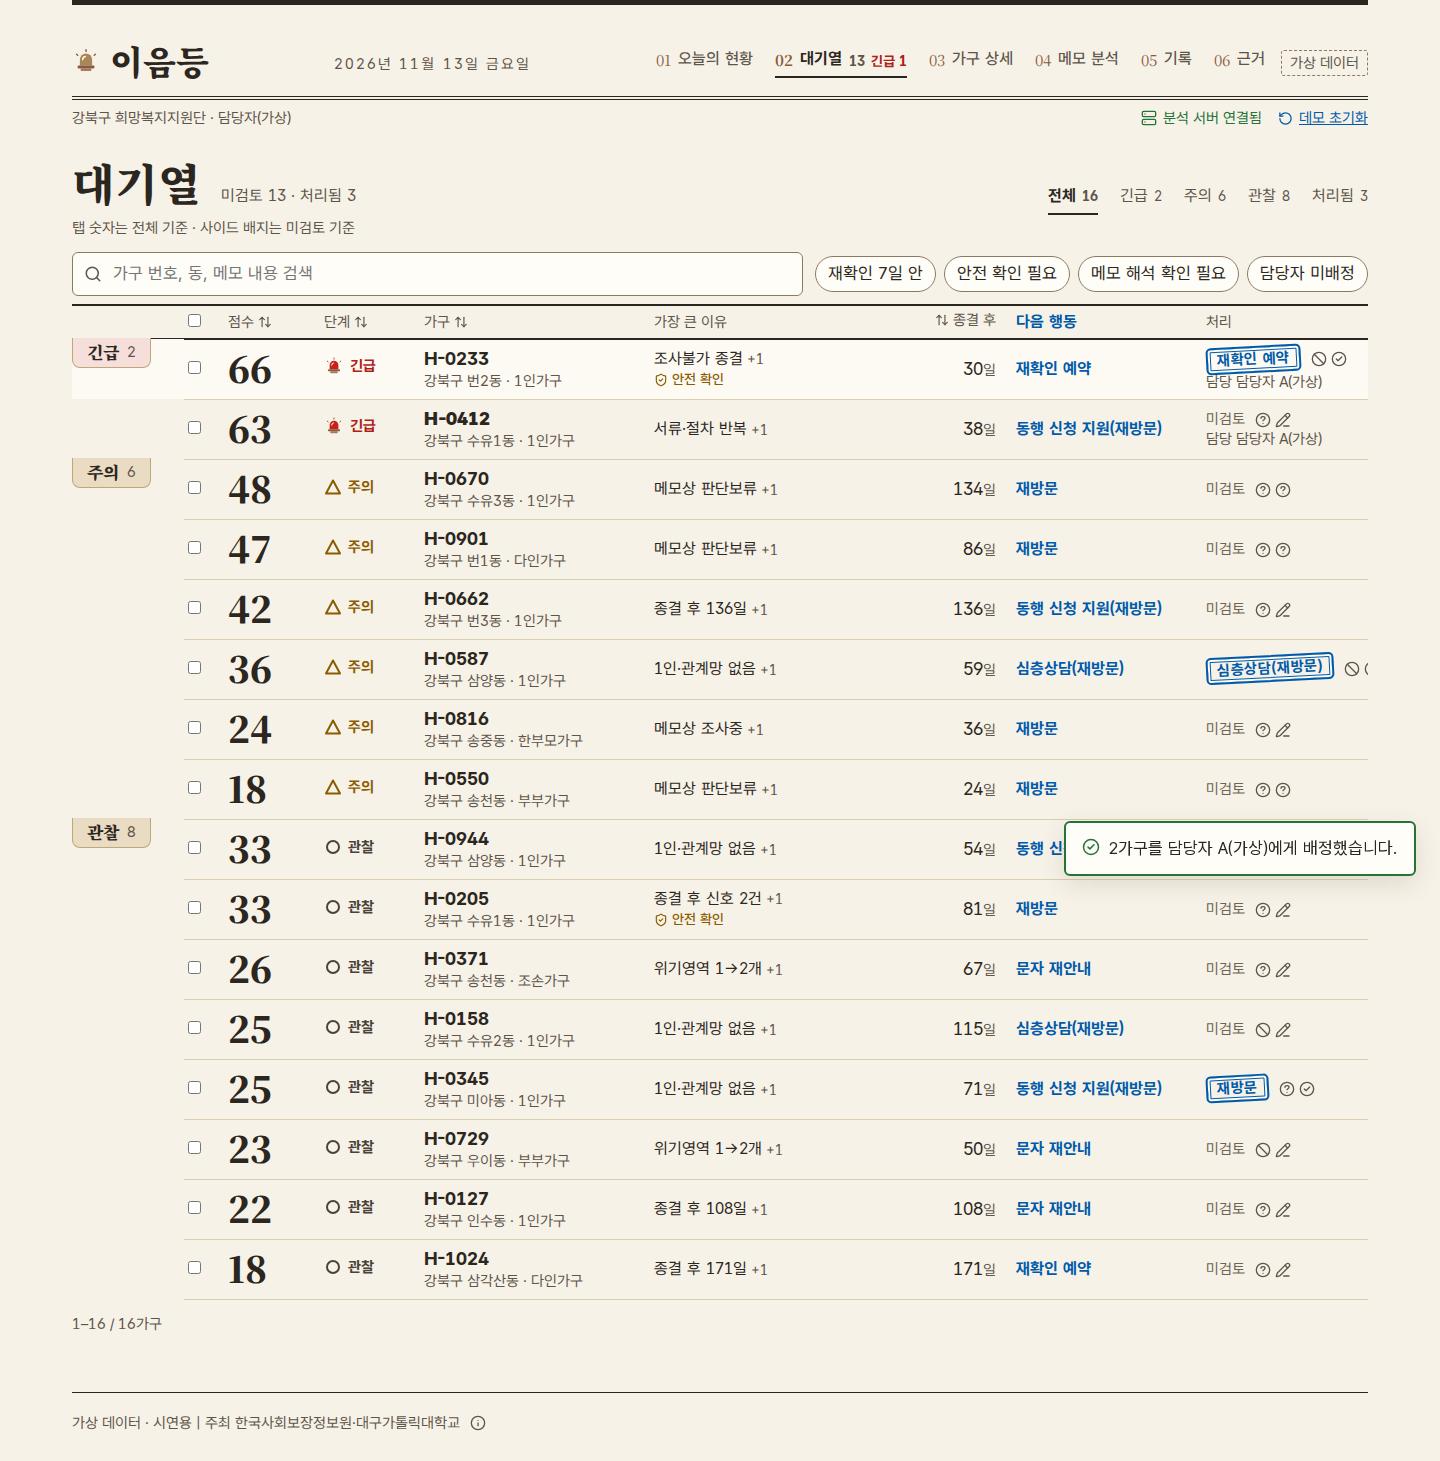 이음등
2026년 11월 13일 금요일
01 오늘의 현황 02 대기열 13 긴급 1 03 가구 상세 04 메모 분석 05 기록 06 근거 가상 데이터
강북구 희망복지지원단 · 담당자(가상)
분석 서버 연결됨 데모 초기화
대기열 미검토 13 · 처리됨 3
전체 16 긴급 2 주의 6 관찰 8 처리됨 3
탭 숫자는 전체 기준 · 사이드 배지는 미검토 기준
가구 번호, 동, 메모 내용 검색
재확인 7일 안 안전 확인 필요 메모 해석 확인 필요 담당자 미배정
점수 단계 가구 가장 큰 이유 종결 후 다음 행동 처리
긴급 2
66 긴급 H-0233 조사불가 종결 +1 30일 재확인 예약 재확인 예약
강북구 번2동 · 1인가구 안전 확인 담당 담당자 A(가상)
63 긴급 H-0412 서류·절차 반복 +1 38일 동행 신청 지원(재방문) 미검토
강북구 수유1동 · 1인가구 담당 담당자 A(가상)
주의 6
48 주의 H-0670 메모상 판단보류 +1 134일 재방문 미검토
강북구 수유3동 · 1인가구
47 주의 H-0901 메모상 판단보류 +1 86일 재방문 미검토
강북구 번1동 · 다인가구
42 주의 H-0662 종결 후 136일 +1 136일 동행 신청 지원(재방문) 미검토
강북구 번3동 · 1인가구
36 주의 H-0587 1인·관계망 없음 +1 59일 심층상담(재방문) 심층상담(재방문)
강북구 삼양동 · 1인가구
24 주의 H-0816 메모상 조사중 +1 36일 재방문 미검토
강북구 송중동 · 한부모가구
18 주의 H-0550 메모상 판단보류 +1 24일 재방문 미검토
강북구 송천동 · 부부가구
관찰 8
33 관찰 H-0944 1인·관계망 없음 +1 54일 동행 신
강북구 삼양동 · 1인가구
2가구를 담당자 A(가상)에게 배정했습니다.
33 관찰 H-0205 종결 후 신호 2건 +1 81일 재방문 미검토
강북구 수유1동 · 1인가구 안전 확인
26 관찰 H-0371 위기영역 1→2개 +1 67일 문자 재안내 미검토
강북구 송천동 · 조손가구
25 관찰 H-0158 1인·관계망 없음 +1 115일 심층상담(재방문) 미검토
강북구 수유2동 · 1인가구
25 관찰 H-0345 1인·관계망 없음 +1 71일 동행 신청 지원(재방문) 재방문
강북구 미아동 · 1인가구
23 관찰 H-0729 위기영역 1→2개 +1 50일 문자 재안내 미검토
강북구 우이동 · 부부가구
22 관찰 H-0127 종결 후 108일 +1 108일 문자 재안내 미검토
강북구 인수동 · 1인가구
18 관찰 H-1024 종결 후 171일 +1 171일 재확인 예약 미검토
강북구 삼각산동 · 다인가구
1–16 / 16가구
가상 데이터 · 시연용 | 주최 한국사회보장정보원·대구가톨릭대학교